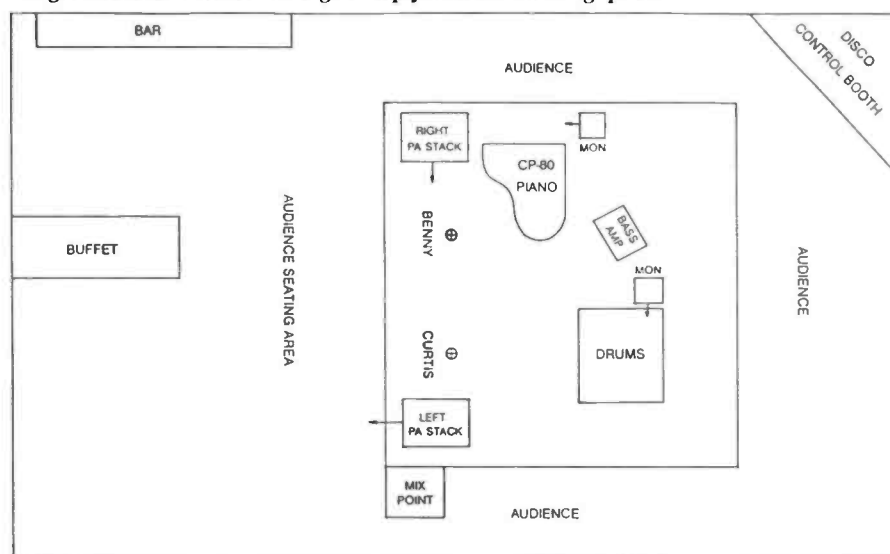 BAR
DISCO
CONTROL BOOTH
AUDIENCE
RIGHT
PA STACK
MON
CP-80
PIANO
BENNY
BASS
AMP
BUFFET
AUDIENCE SEATING AREA
AUDIENCE
MON
CURTIS
DRUMS
LEFT
PA STACK
MIX
POINT
AUDIENCE